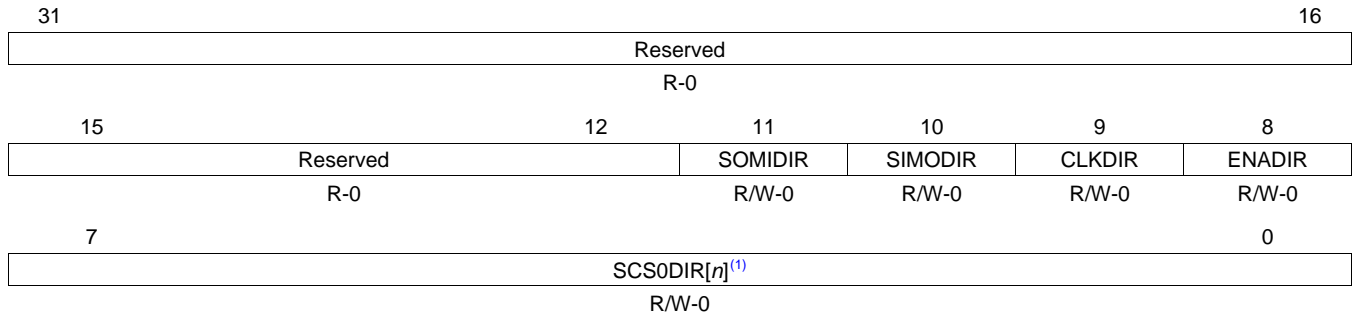 31 16
Reserved
R-0
15 12 11 10 9 8
Reserved SOMIDIR SIMODIR CLKDIR ENADIR
R-0 R/W-0 R/W-0 R/W-0 R/W-0
7 0
SCS0DIR[n](1)
R/W-0